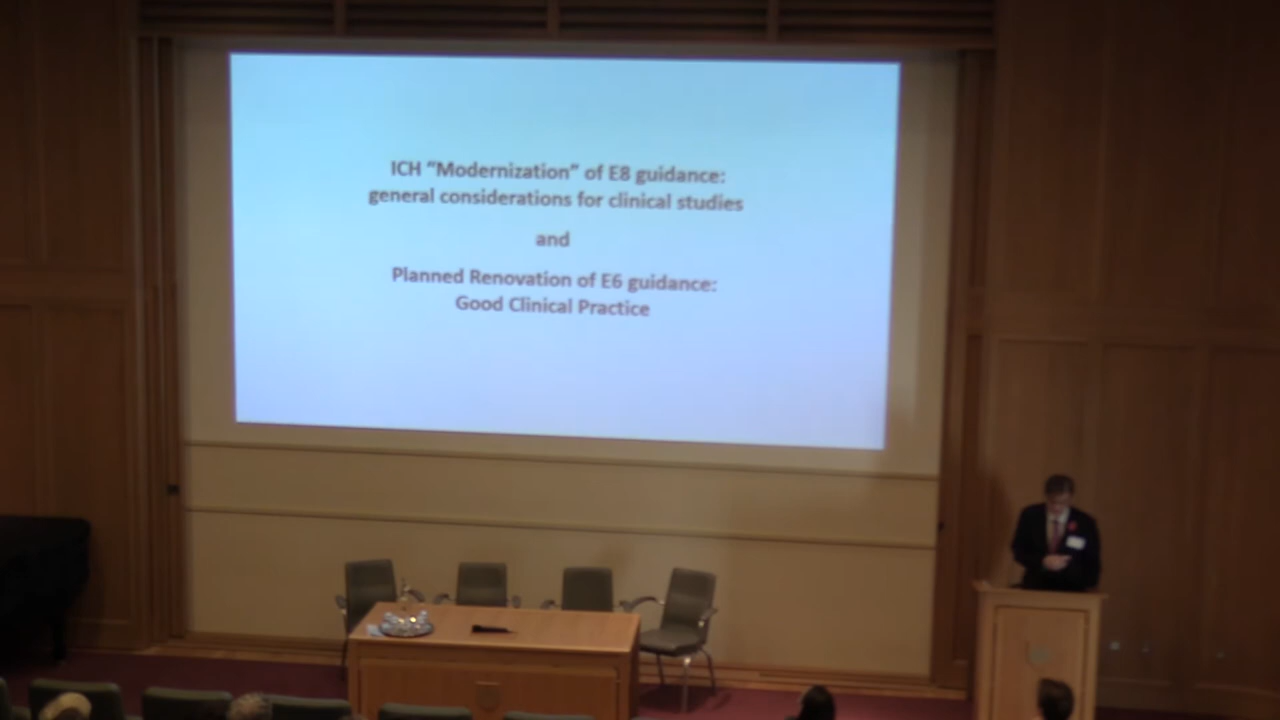 ICH “Modernization” of E8 guidance:
general considerations for clinical studies
and
Planned Renovation of E6 guidance:
Good Clinical Practice